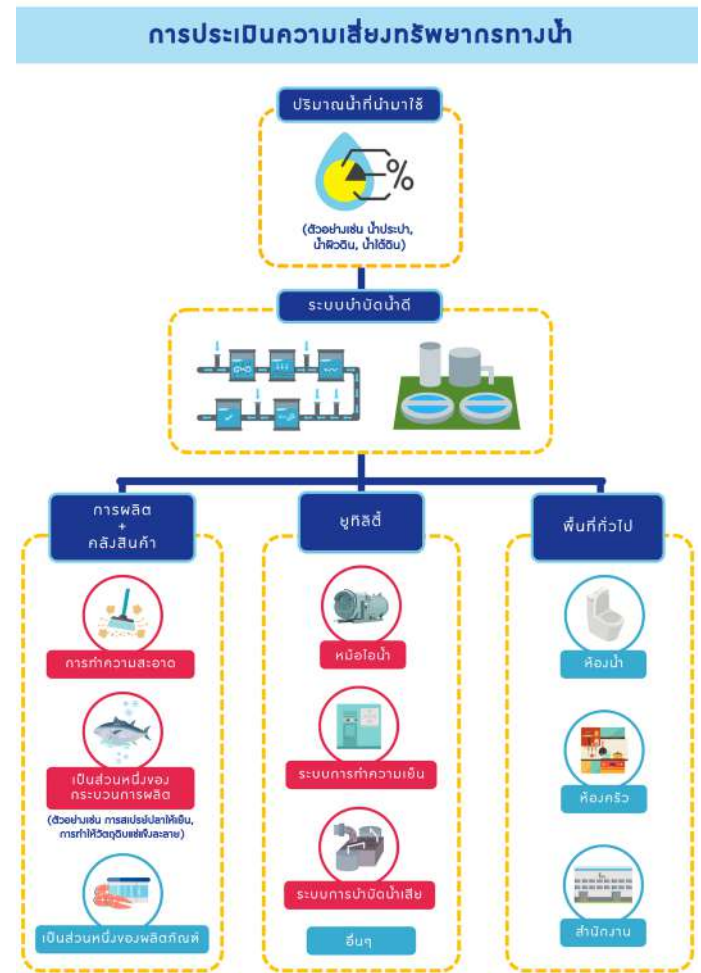 การประเมินความเสี่ยงทรัพยากรทางน้ำ
ปริมาณน้ำที่นำมาใช้
%
(ตัวอย่างเช่น น้ำประปา,
น้ำผิวดิน, น้ำใต้ดิน)
ระบบบำบัดน้ำดี
การผลิต
+
คลังสินค้า
การทำความสะอาด
เป็นส่วนหนึ่งของ
กระบวนการผลิต
(ตัวอย่างเช่น การสเปรย์ปลาให้เย็น,
การทำให้วัตถุดิบแช่แข็งละลาย)
เป็นส่วนหนึ่งของผลิตภัณฑ์
ยูทิลิตี้
หม้อไอน้ำ
ระบบการทำความเย็น
ระบบการบำบัดน้ำเสีย
อื่นๆ
พื้นที่ทั่วไป
ห้องน้ำ
ห้องครัว
สำนักงาน